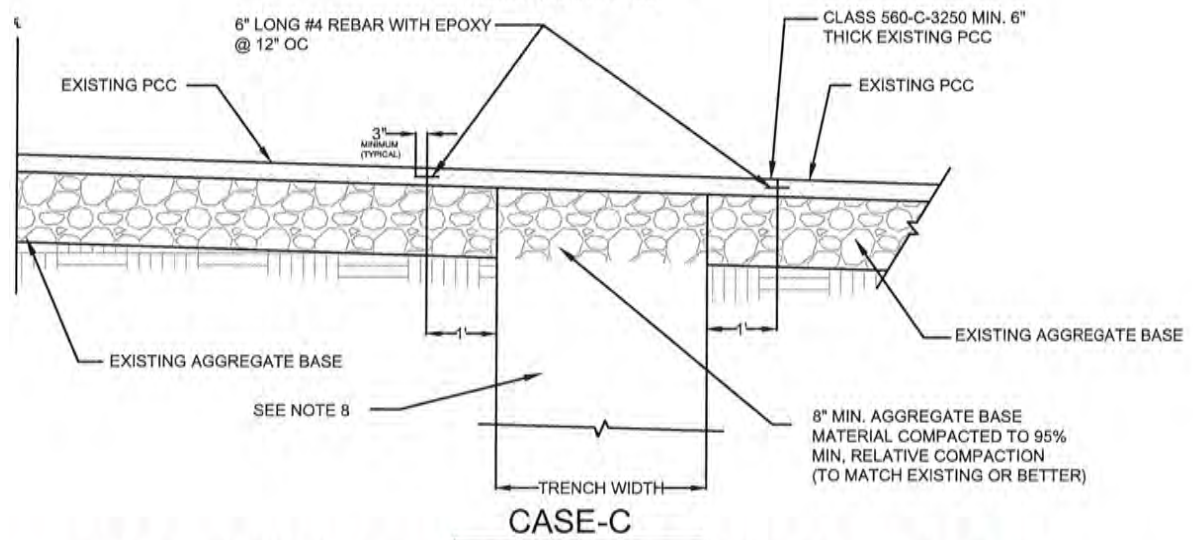 6" LONG #4 REBAR WITH EPOXY
@ 12" OC
CLASS 560-C-3250 MIN. 6"
THICK EXISTING PCC
EXISTING PCC
EXISTING PCC
3"
MINIMUM
(TYPICAL)
1'
1'
EXISTING AGGREGATE BASE
EXISTING AGGREGATE BASE
SEE NOTE 8
8" MIN. AGGREGATE BASE
MATERIAL COMPACTED TO 95%
MIN, RELATIVE COMPACTION
(TO MATCH EXISTING OR BETTER)
TRENCH WIDTH
CASE-C